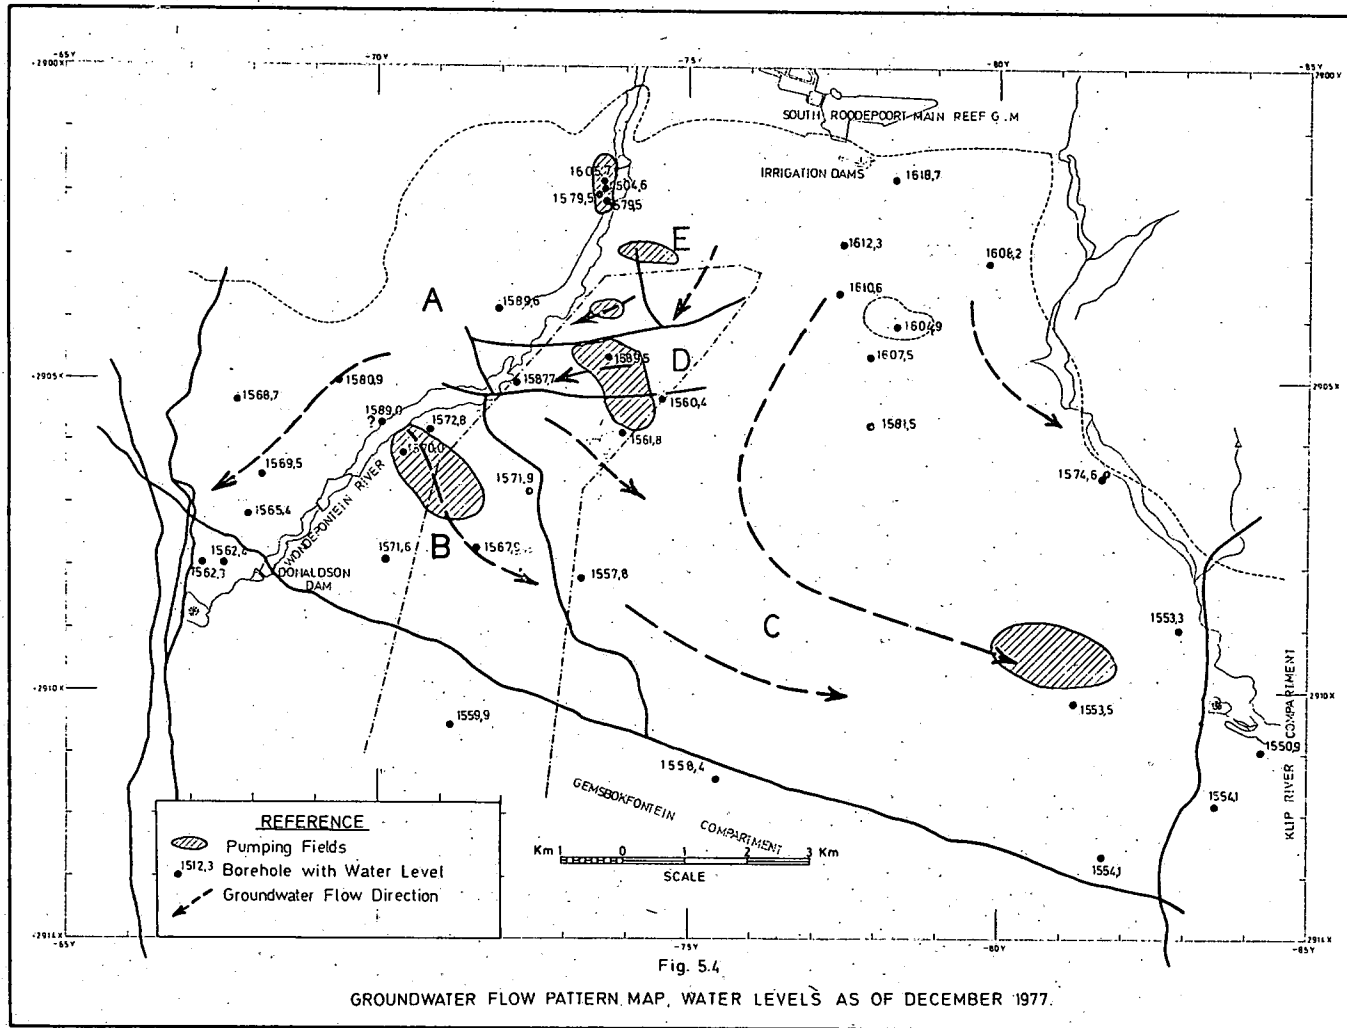 -65Y
-70Y
-75Y
-80Y
-85Y
+2900X
2900X
SOUTH ROODEPOORT MAIN REEF G.M
IRRIGATION DAMS
1605,7
1504,6
1579,5
1579,5
1618,7
E
1612,3
1608,2
A
1589,6
1610,6
1604,9
D
1589,5
1607,5
+2905X
2905X
1580,9
1587,7
1568,7
1560,4
1589,0
?
1572,8
1581,5
1561,8
1570,0
1569,5
1571,9
1574,6
1565,4
WONDEFONTEIN RIVER
B
1562,4
1571,6
1562,3
DONALDSON
DAM
1557,8
C
1553,3
+2910X
2910X
1553,5
1559,9
KLIP RIVER COMPARTMENT
1550,9
1558,4
GEMSBOKFONTEIN COMPARTMENT
1554,1
1554,1
REFERENCE
Pumping Fields
1512,3 Borehole with Water Level
Groundwater Flow Direction
Km 1 0 1 2 3 Km
SCALE
+2914X
2914X
-65Y
-75Y
-80Y
-85Y
Fig. 5.4
GROUNDWATER FLOW PATTERN MAP, WATER LEVELS AS OF DECEMBER 1977.